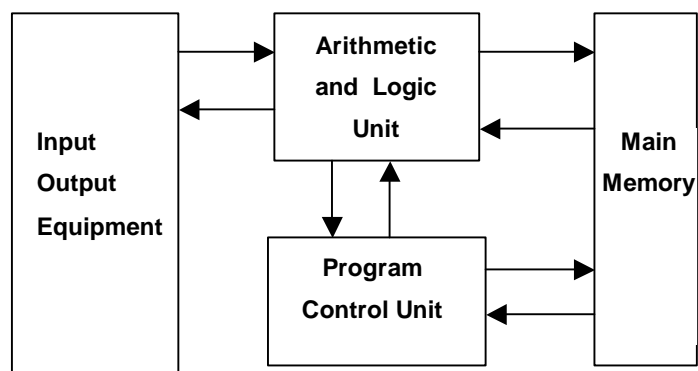 Input
Output
Equipment
Arithmetic
and Logic
Unit
Program
Control Unit
Main
Memory